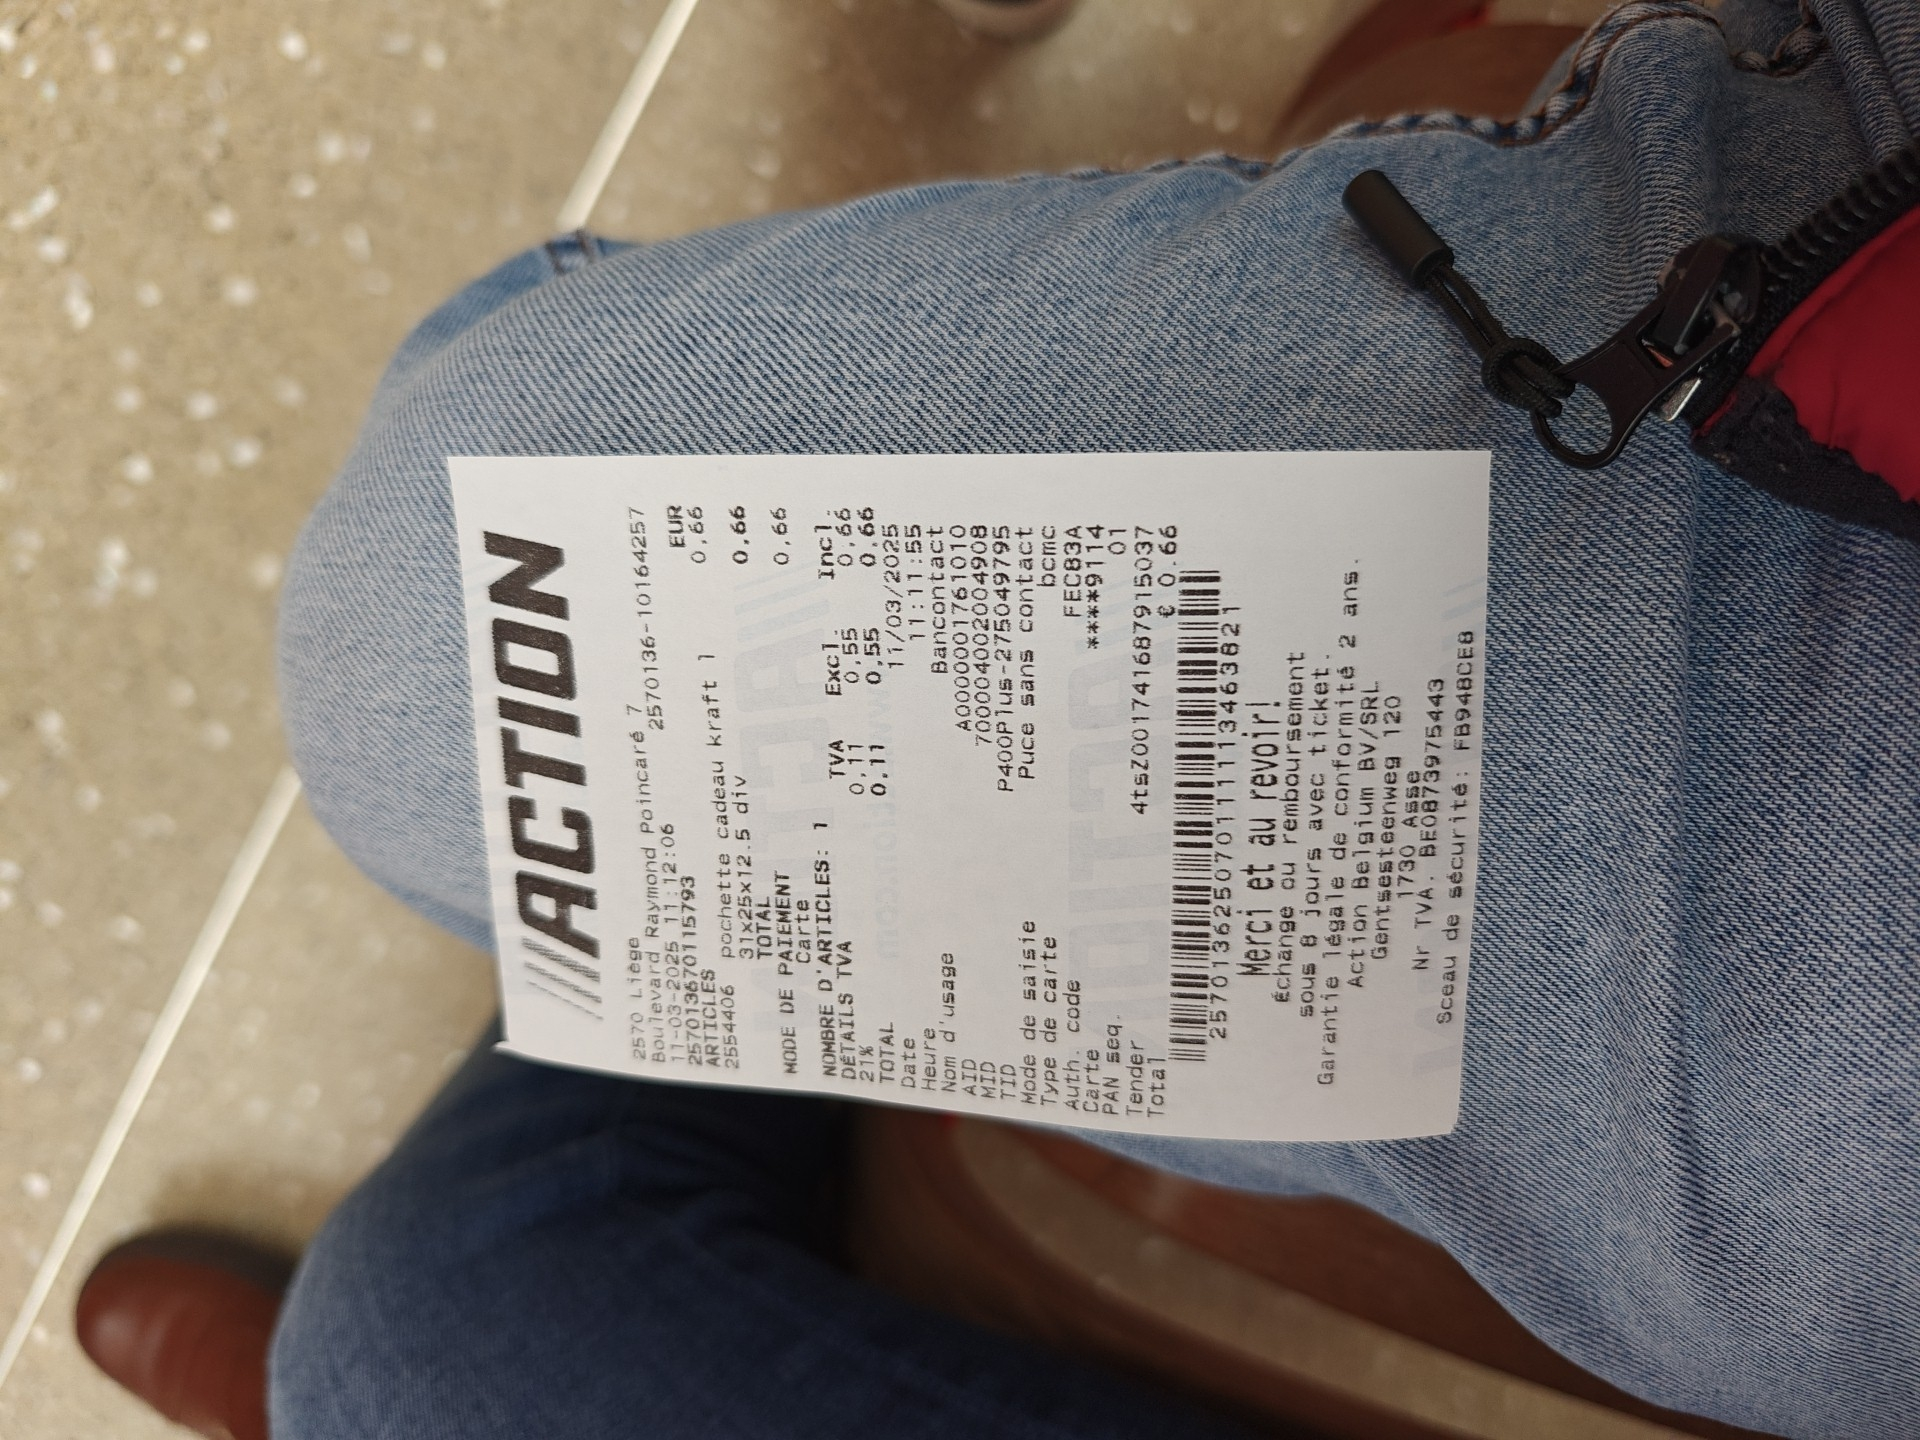 ACTION
2570 Liège
Boulevard Raymond Poincaré 7
11-03-2025 11:12:06 2570136-10164257
257013670115793
ARTICLES EUR
2554406 pochette cadeau kraft 1 0,66
31x25x12.5 div
TOTAL 0,66
MODE DE PAIEMENT
Carte 0,66
NOMBRE D'ARTICLES: 1
DÉTAILS TVA TVA Excl. Incl.
21% 0,11 0,55 0,66
TOTAL 0,11 0,55 0,66
Date 11/03/2025
Heure 11:11:55
Nom d'usage Bancontact
AID A0000001761010
MID 700004002004908
TID P400Plus-275049795
Mode de saisie Puce sans contact
Type de carte bcmc
Auth. code FEC83A
Carte ****9114
PAN seq. 01
Tender 4tsZ001741687915037
Total € 0.66
Merci et au revoir!
Échange ou remboursement
sous 8 jours avec ticket.
Garantie légale de conformité 2 ans.
Action Belgium BV/SRL
Gentsesteenweg 120
1730 Asse
Nr TVA. BE0873975443
Sceau de sécurité: FB948CE8